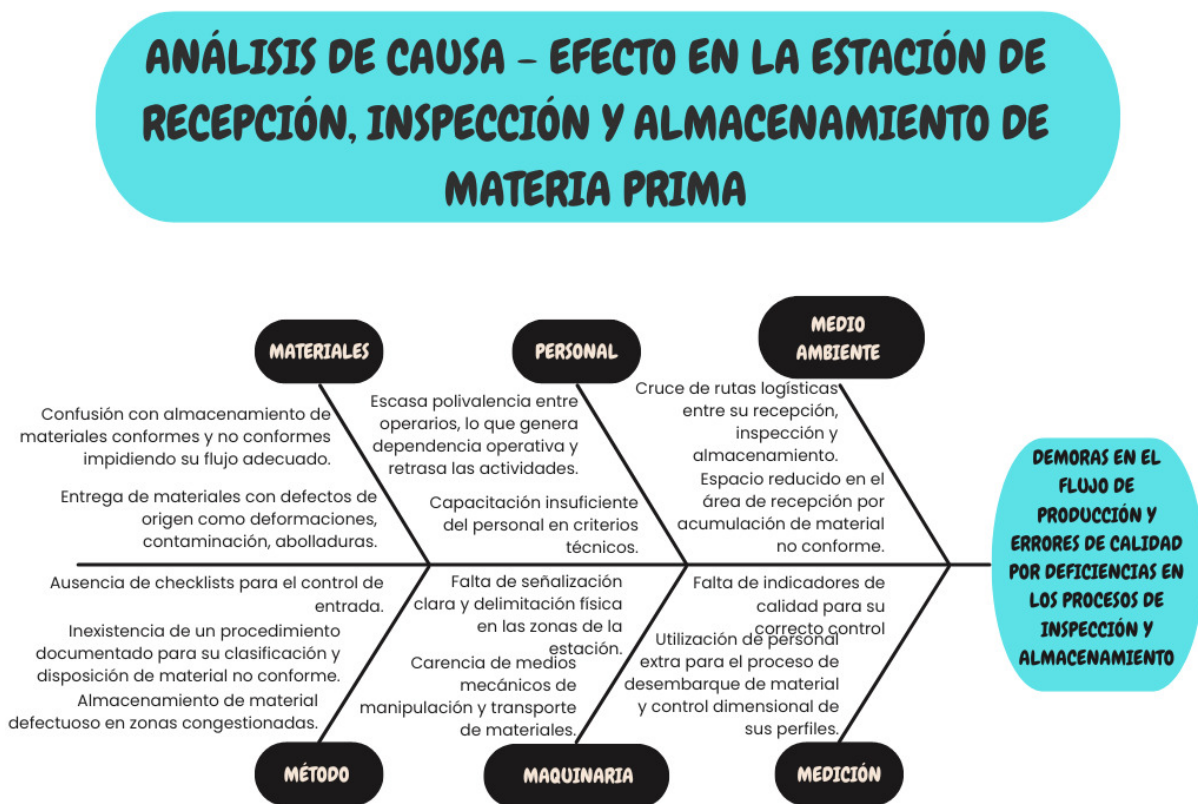 ANÁLISIS DE CAUSA - EFECTO EN LA ESTACIÓN DE
RECEPCIÓN, INSPECCIÓN Y ALMACENAMIENTO DE
MATERIA PRIMA
MATERIALES
PERSONAL
MEDIO
AMBIENTE
Confusión con almacenamiento de
materiales conformes y no conformes
impidiendo su flujo adecuado.
Entrega de materiales con defectos de
origen como deformaciones,
contaminación, abolladuras.
Escasa polivalencia entre
operarios, lo que genera
dependencia operativa y
retrasa las actividades.
Capacitación insuficiente
del personal en criterios
técnicos.
Cruce de rutas logísticas
entre su recepción,
inspección y
almacenamiento.
Espacio reducido en el
área de recepción por
acumulación de material
no conforme.
DEMORAS EN EL
FLUJO DE
PRODUCCIÓN Y
ERRORES DE CALIDAD
POR DEFICIENCIAS EN
LOS PROCESOS DE
INSPECCIÓN Y
ALMACENAMIENTO
Ausencia de checklists para el control de
entrada.
Inexistencia de un procedimiento
documentado para su clasificación y
disposición de material no conforme.
Almacenamiento de material
defectuoso en zonas congestionadas.
Falta de señalización
clara y delimitación física
en las zonas de la
estación.
Carencia de medios
mecánicos de
manipulación y transporte
de materiales.
Falta de indicadores de
calidad para su
correcto control
Utilización de personal
extra para el proceso de
desembarque de material
y control dimensional de
sus perfiles.
MÉTODO
MAQUINARIA
MEDICIÓN